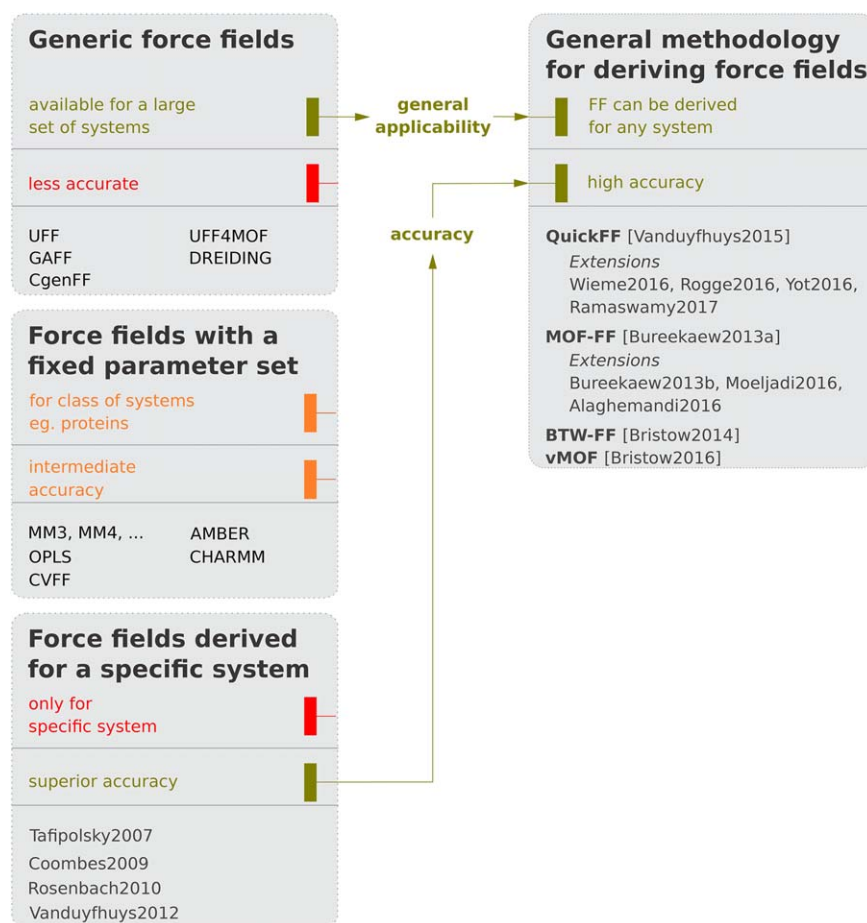 Generic force fields
available for a large
set of systems
less accurate
UFF
GAFF
CgenFF
UFF4MOF
DREIDING
Force fields with a
fixed parameter set
for class of systems
eg. proteins
intermediate
accuracy
MM3, MM4, ...
OPLS
CVFF
AMBER
CHARMM
Force fields derived
for a specific system
only for
specific system
superior accuracy
Tafipolsky2007
Coombes2009
Rosenbach2010
Vanduyfhuys2012
general
applicability
accuracy
General methodology
for deriving force fields
FF can be derived
for any system
high accuracy
QuickFF [Vanduyfhuys2015]
Extensions
Wieme2016, Rogge2016, Yot2016,
Ramaswamy2017
MOF-FF [Bureekaew2013a]
Extensions
Bureekaew2013b, Moeljadi2016,
Alaghemandi2016
BTW-FF [Bristow2014]
vMOF [Bristow2016]